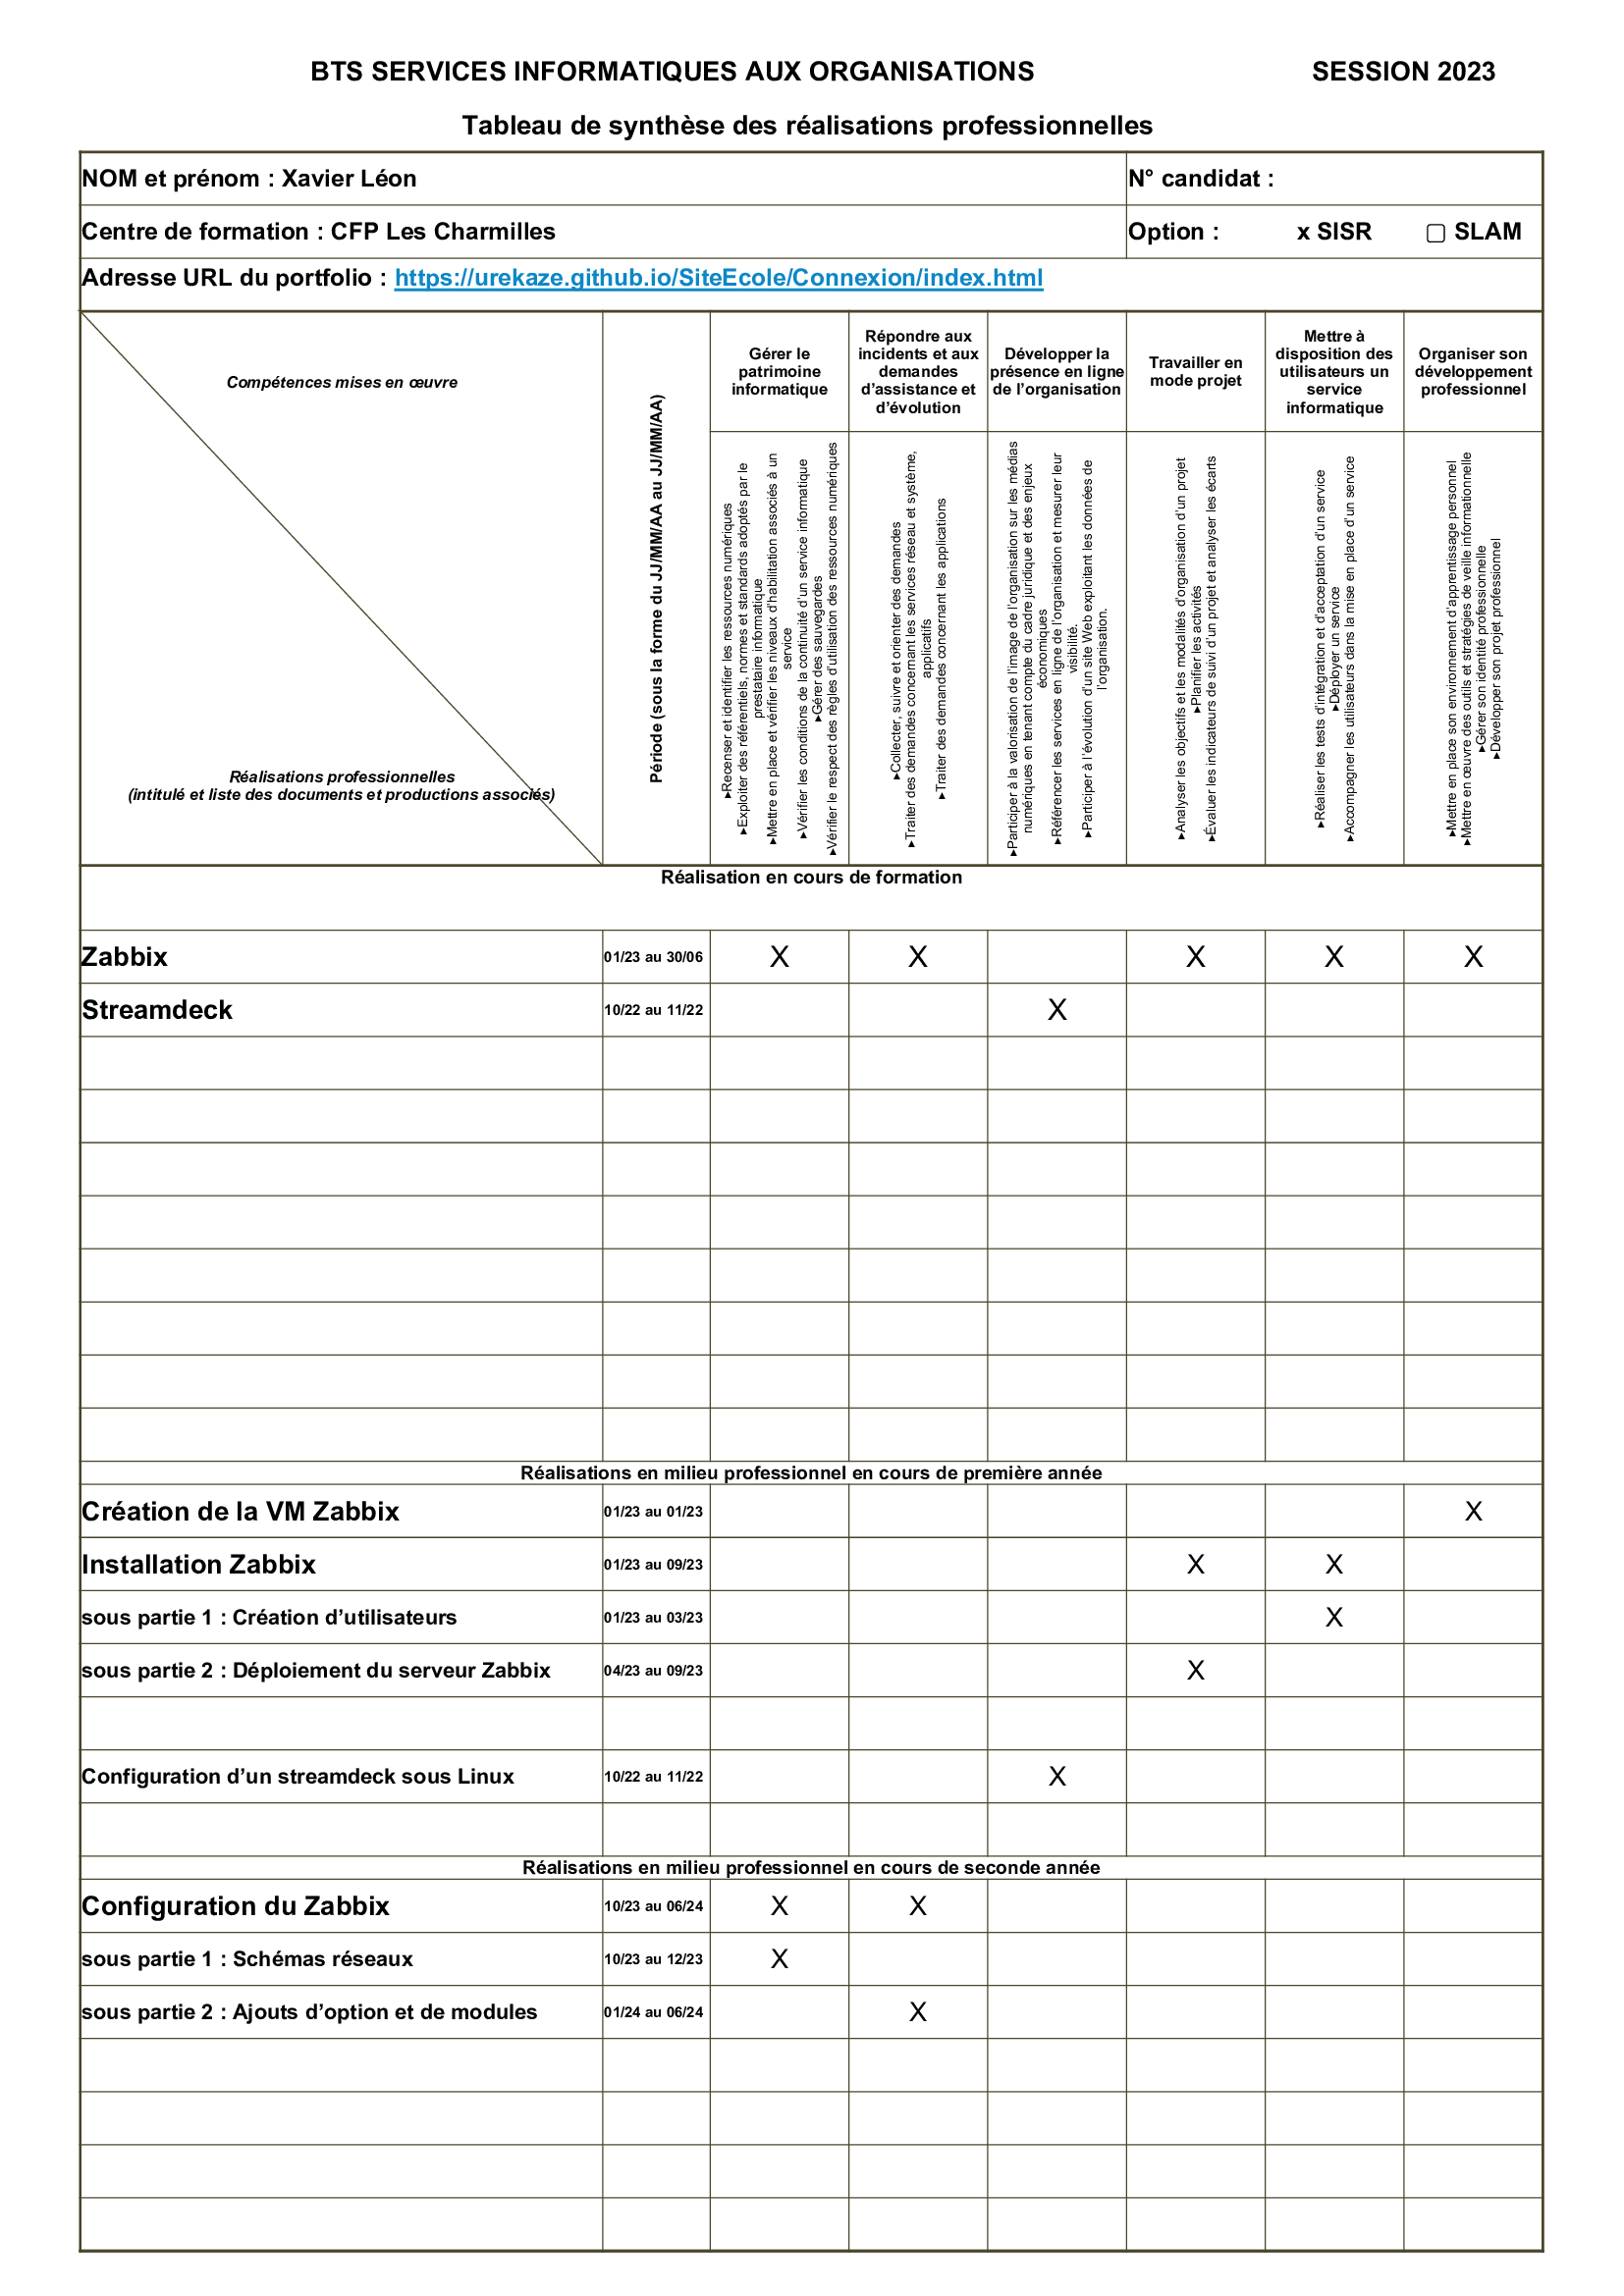 BTS SERVICES INFORMATIQUES AUX ORGANISATIONS SESSION 2023
Tableau de synthèse des réalisations professionnelles
NOM et prénom : Xavier Léon
N° candidat :
Centre de formation : CFP Les Charmilles
Option : x SISR ▢ SLAM
Adresse URL du portfolio : https://urekaze.github.io/SiteEcole/Connexion/index.html
Compétences mises en œuvre
Réalisations professionnelles
(intitulé et liste des documents et productions associés)
Période (sous la forme du JJ/MM/AA au JJ/MM/AA)
Gérer le
patrimoine
informatique
Répondre aux
incidents et aux
demandes
d’assistance et
d’évolution
Développer la
présence en ligne
de l’organisation
Travailler en
mode projet
Mettre à
disposition des
utilisateurs un
service
informatique
Organiser son
développement
professionnel
▸Recenser et identifier les ressources numériques
▸Exploiter des référentiels, normes et standards adoptés par le
prestataire informatique
▸Mettre en place et vérifier les niveaux d’habilitation associés à un
service
▸Vérifier les conditions de la continuité d’un service informatique
▸Gérer des sauvegardes
▸Vérifier le respect des règles d’utilisation des ressources numériques
▸Collecter, suivre et orienter des demandes
▸Traiter des demandes concernant les services réseau et système,
applicatifs
▸Traiter des demandes concernant les applications
▸Participer à la valorisation de l’image de l’organisation sur les médias
numériques en tenant compte du cadre juridique et des enjeux
économiques
▸Référencer les services en ligne de l’organisation et mesurer leur
visibilité.
▸Participer à l’évolution d’un site Web exploitant les données de
l’organisation.
▸Analyser les objectifs et les modalités d’organisation d’un projet
▸Planifier les activités
▸Évaluer les indicateurs de suivi d’un projet et analyser les écarts
▸Réaliser les tests d’intégration et d’acceptation d’un service
▸Déployer un service
▸Accompagner les utilisateurs dans la mise en place d’un service
▸Mettre en place son environnement d’apprentissage personnel
▸Mettre en œuvre des outils et stratégies de veille informationnelle
▸Gérer son identité professionnelle
▸Développer son projet professionnel
Réalisation en cours de formation
Zabbix 01/23 au 30/06 X X X X X
Streamdeck 10/22 au 11/22 X
Réalisations en milieu professionnel en cours de première année
Création de la VM Zabbix 01/23 au 01/23 X
Installation Zabbix 01/23 au 09/23 X X
sous partie 1 : Création d’utilisateurs 01/23 au 03/23 X
sous partie 2 : Déploiement du serveur Zabbix 04/23 au 09/23 X
Configuration d’un streamdeck sous Linux 10/22 au 11/22 X
Réalisations en milieu professionnel en cours de seconde année
Configuration du Zabbix 10/23 au 06/24 X X
sous partie 1 : Schémas réseaux 10/23 au 12/23 X
sous partie 2 : Ajouts d’option et de modules 01/24 au 06/24 X